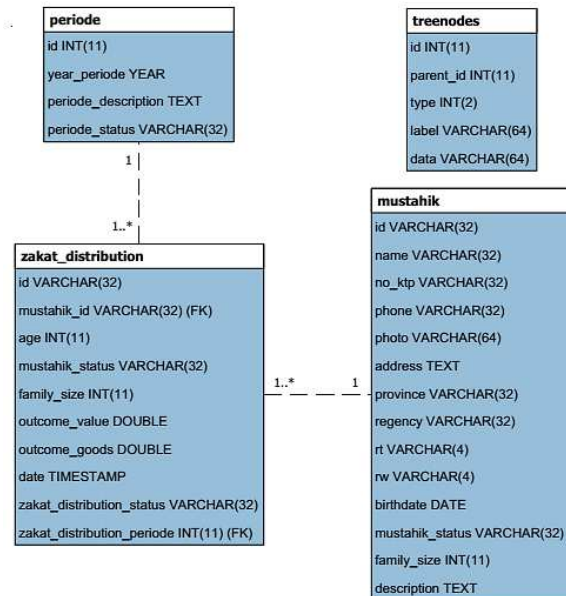 periode
id INT(11)
year_periode YEAR
periode_description TEXT
periode_status VARCHAR(32)
1
1..*
treenodes
id INT(11)
parent_id INT(11)
type INT(2)
label VARCHAR(64)
data VARCHAR(64)
zakat_distribution
id VARCHAR(32)
mustahik_id VARCHAR(32) (FK)
age INT(11)
mustahik_status VARCHAR(32)
family_size INT(11)
outcome_value DOUBLE
outcome_goods DOUBLE
date TIMESTAMP
zakat_distribution_status VARCHAR(32)
zakat_distribution_periode INT(11) (FK)
1..*
1
mustahik
id VARCHAR(32)
name VARCHAR(32)
no_ktp VARCHAR(32)
phone VARCHAR(32)
photo VARCHAR(64)
address TEXT
province VARCHAR(32)
regency VARCHAR(32)
rt VARCHAR(4)
rw VARCHAR(4)
birthdate DATE
mustahik_status VARCHAR(32)
family_size INT(11)
description TEXT